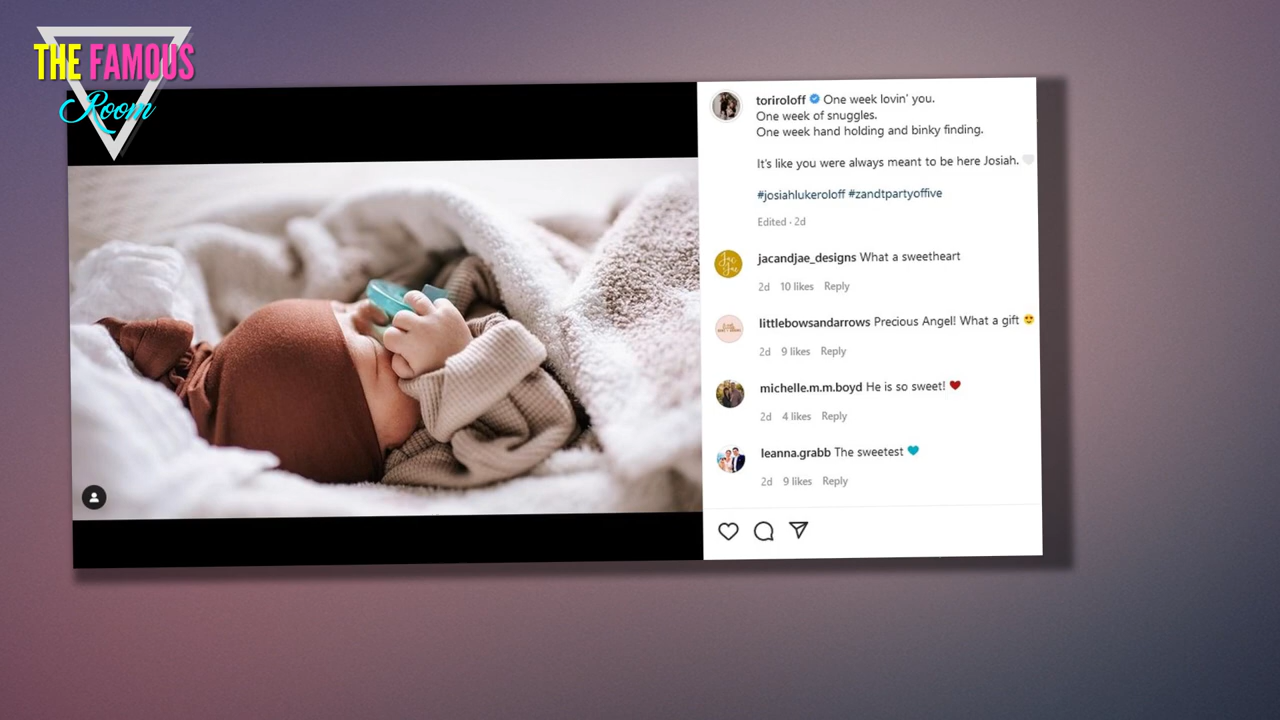 THE FAMOUS
Room
toriroloff One week lovin' you.
One week of snuggles.
One week hand holding and binky finding.
It's like you were always meant to be here Josiah. 🤍
#josiahlukeroloff #zandtpartyoffive
Edited · 2d
jacandjae_designs What a sweetheart
2d 10 likes Reply
littlebowsandarrows Precious Angel! What a gift 😍
2d 9 likes Reply
michelle.m.m.boyd He is so sweet! ❤️
2d 4 likes Reply
leanna.grabb The sweetest 💙
2d 9 likes Reply